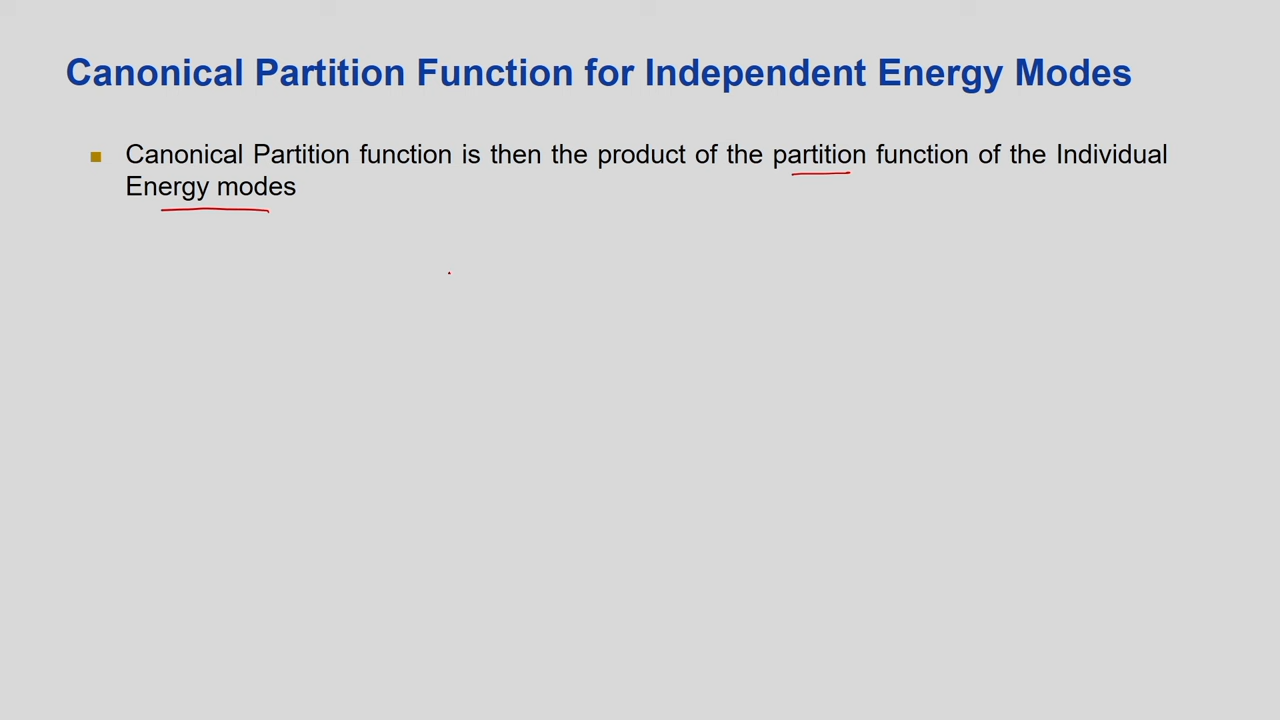 Canonical Partition Function for Independent Energy Modes
Canonical Partition function is then the product of the partition function of the Individual
Energy modes